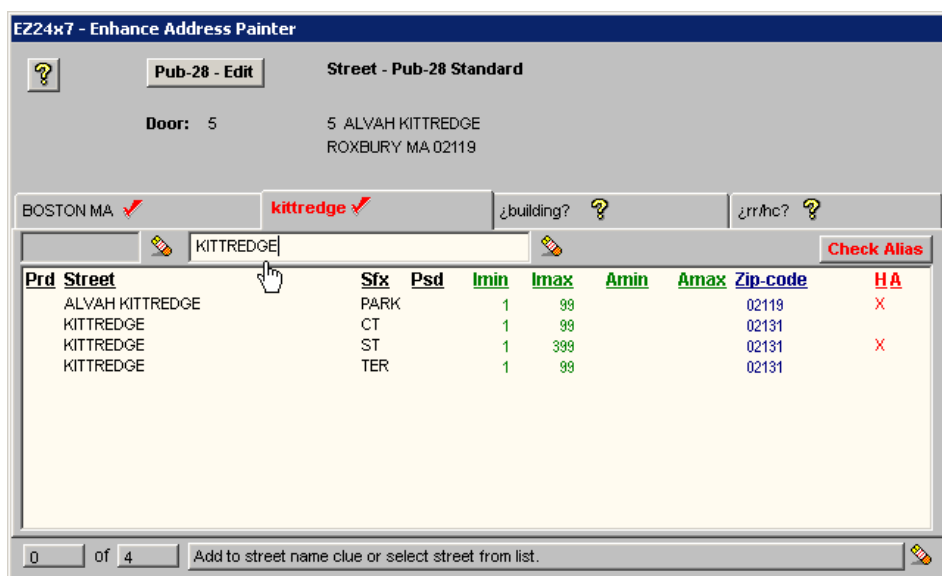 EZ24x7 - Enhance Address Painter
? Pub-28 - Edit Street - Pub-28 Standard
Door: 5 5 ALVAH KITTREDGE
ROXBURY MA 02119
BOSTON MA kittredge ¿building? ? ¿rr/hc? ?
KITTREDGE Check Alias
Prd Street Sfx Psd Imin Imax Amin Amax Zip-code H A
ALVAH KITTREDGE PARK 1 99 02119 X
KITTREDGE CT 1 99 02131
KITTREDGE ST 1 399 02131 X
KITTREDGE TER 1 99 02131
0 of 4 Add to street name clue or select street from list.